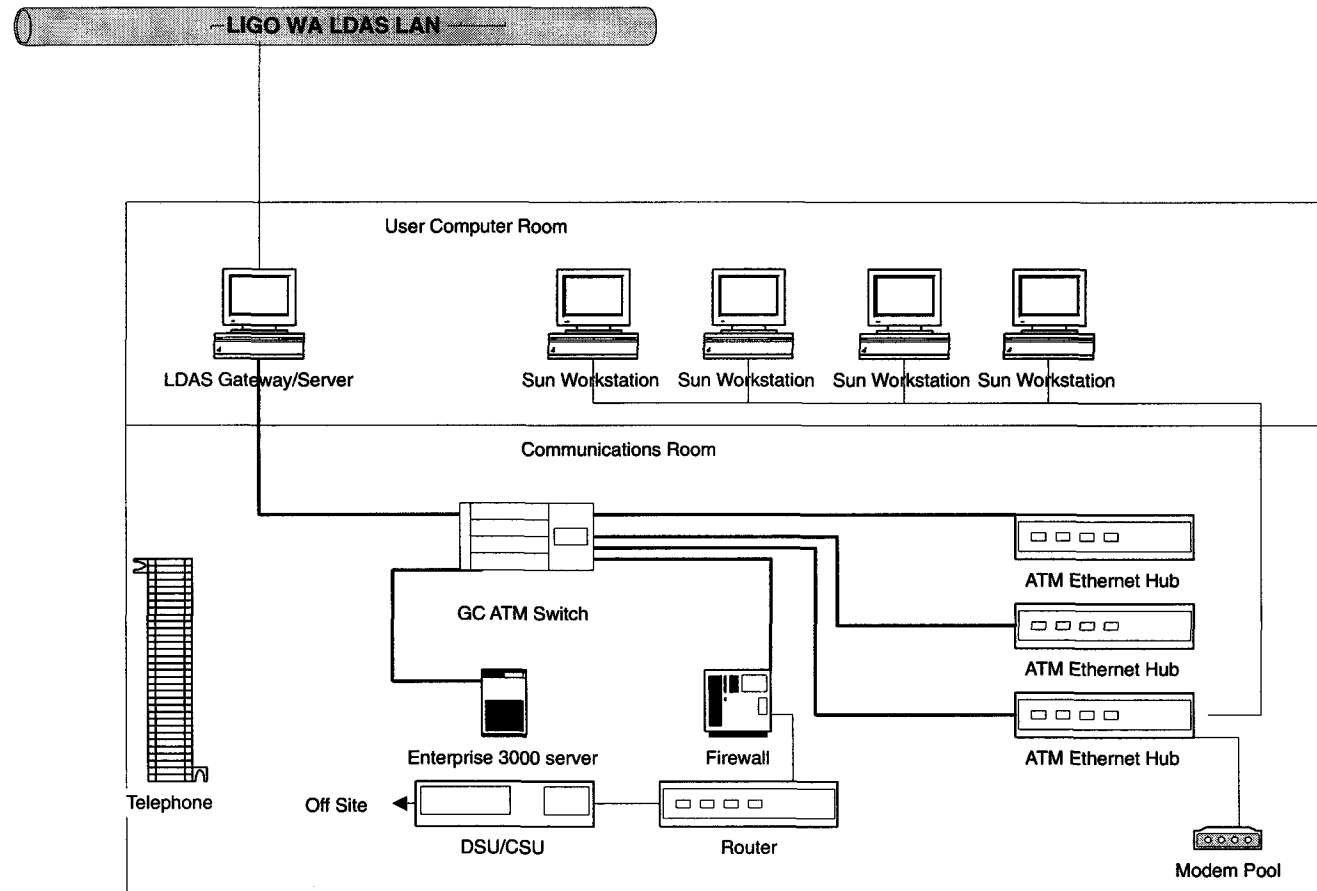 LIGO WA LDAS LAN
User Computer Room
LDAS Gateway/Server
Sun Workstation
Sun Workstation
Sun Workstation
Sun Workstation
Communications Room
ATM Ethernet Hub
GC ATM Switch
ATM Ethernet Hub
Enterprise 3000 server
Firewall
ATM Ethernet Hub
Telephone
Off Site
DSU/CSU
Router
Modem Pool